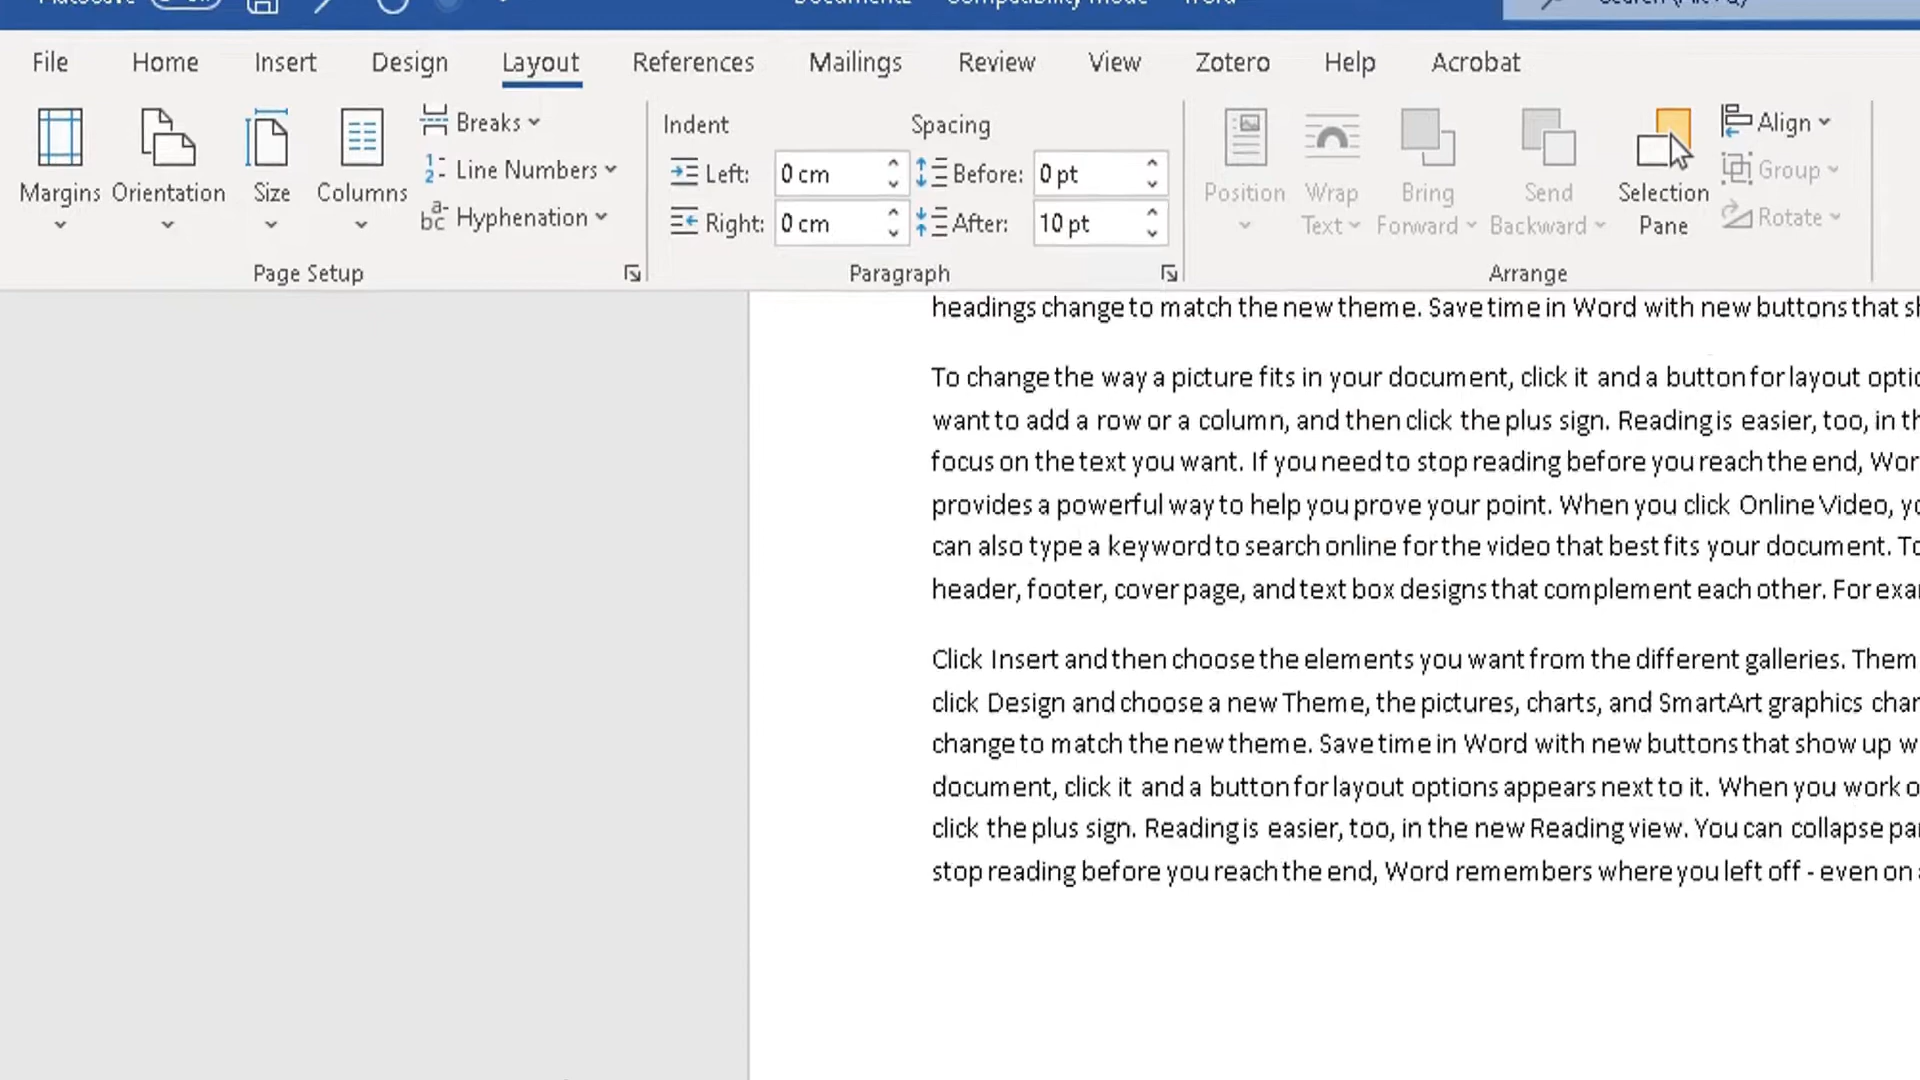 File Home Insert Design Layout References Mailings Review View Zotero Help Acrobat
Margins Orientation Size Columns
Breaks
Line Numbers
Hyphenation
Page Setup
Indent
Left: 0 cm
Right: 0 cm
Spacing
Before: 0 pt
After: 10 pt
Paragraph
Position
Wrap
Text
Bring
Forward
Send
Backward
Selection
Pane
Align
Group
Rotate
Arrange
headings change to match the new theme. Save time in Word with new buttons that
To change the way a picture fits in your document, click it and a button for layout
want to add a row or a column, and then click the plus sign. Reading is easier, too, in
focus on the text you want. If you need to stop reading before you reach the end,
provides a powerful way to help you prove your point. When you click Online Video,
can also type a keyword to search online for the video that best fits your document.
header, footer, cover page, and text box designs that complement each other. For
Click Insert and then choose the elements you want from the different galleries.
click Design and choose a new Theme, the pictures, charts, and SmartArt graphics
change to match the new theme. Save time in Word with new buttons that show up
document, click it and a button for layout options appears next to it. When you work
click the plus sign. Reading is easier, too, in the new Reading view. You can collapse
stop reading before you reach the end, Word remembers where you left off - even on